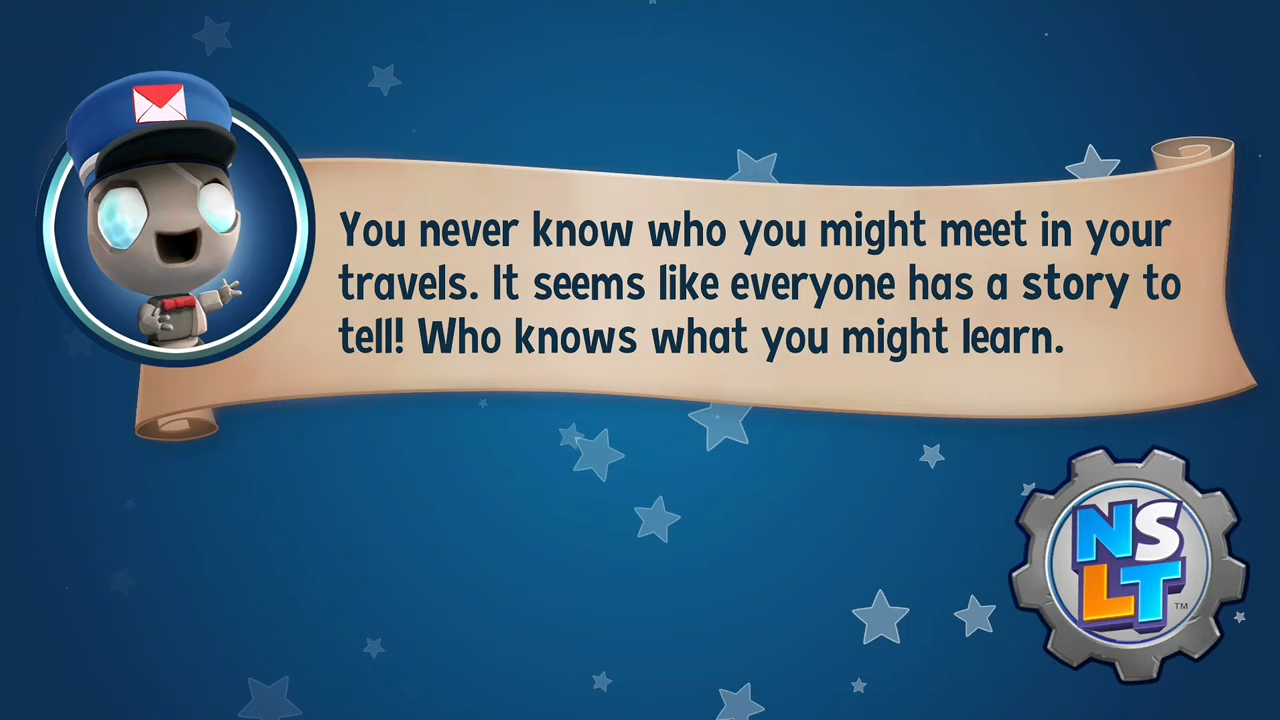 You never know who you might meet in your
travels. It seems like everyone has a story to
tell! Who knows what you might learn.
NS
LT
TM